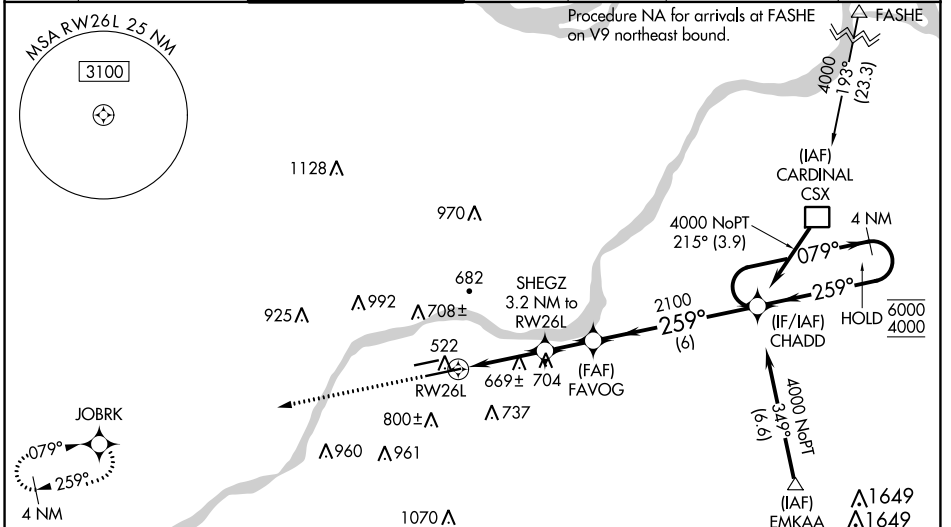 Procedure NA for arrivals at FASHE
on V9 northeast bound.
FASHE
MSA RW26L 25 NM
3100
4000
193°
(23.3)
(IAF)
CARDINAL
CSX
1128
970
4000 NoPT
215° (3.9)
4 NM
079°
259°
HOLD
6000
4000
682
SHEGZ
3.2 NM to
RW26L
2100
259°
(6)
(IF/IAF)
CHADD
925
992
708±
522
RW26L
669±
704
(FAF)
FAVOG
800±
737
4000 NoPT
349°
(6.6)
JOBRK
079°
259°
4 NM
960
961
1070
(IAF)
EMKAA
1649
1649